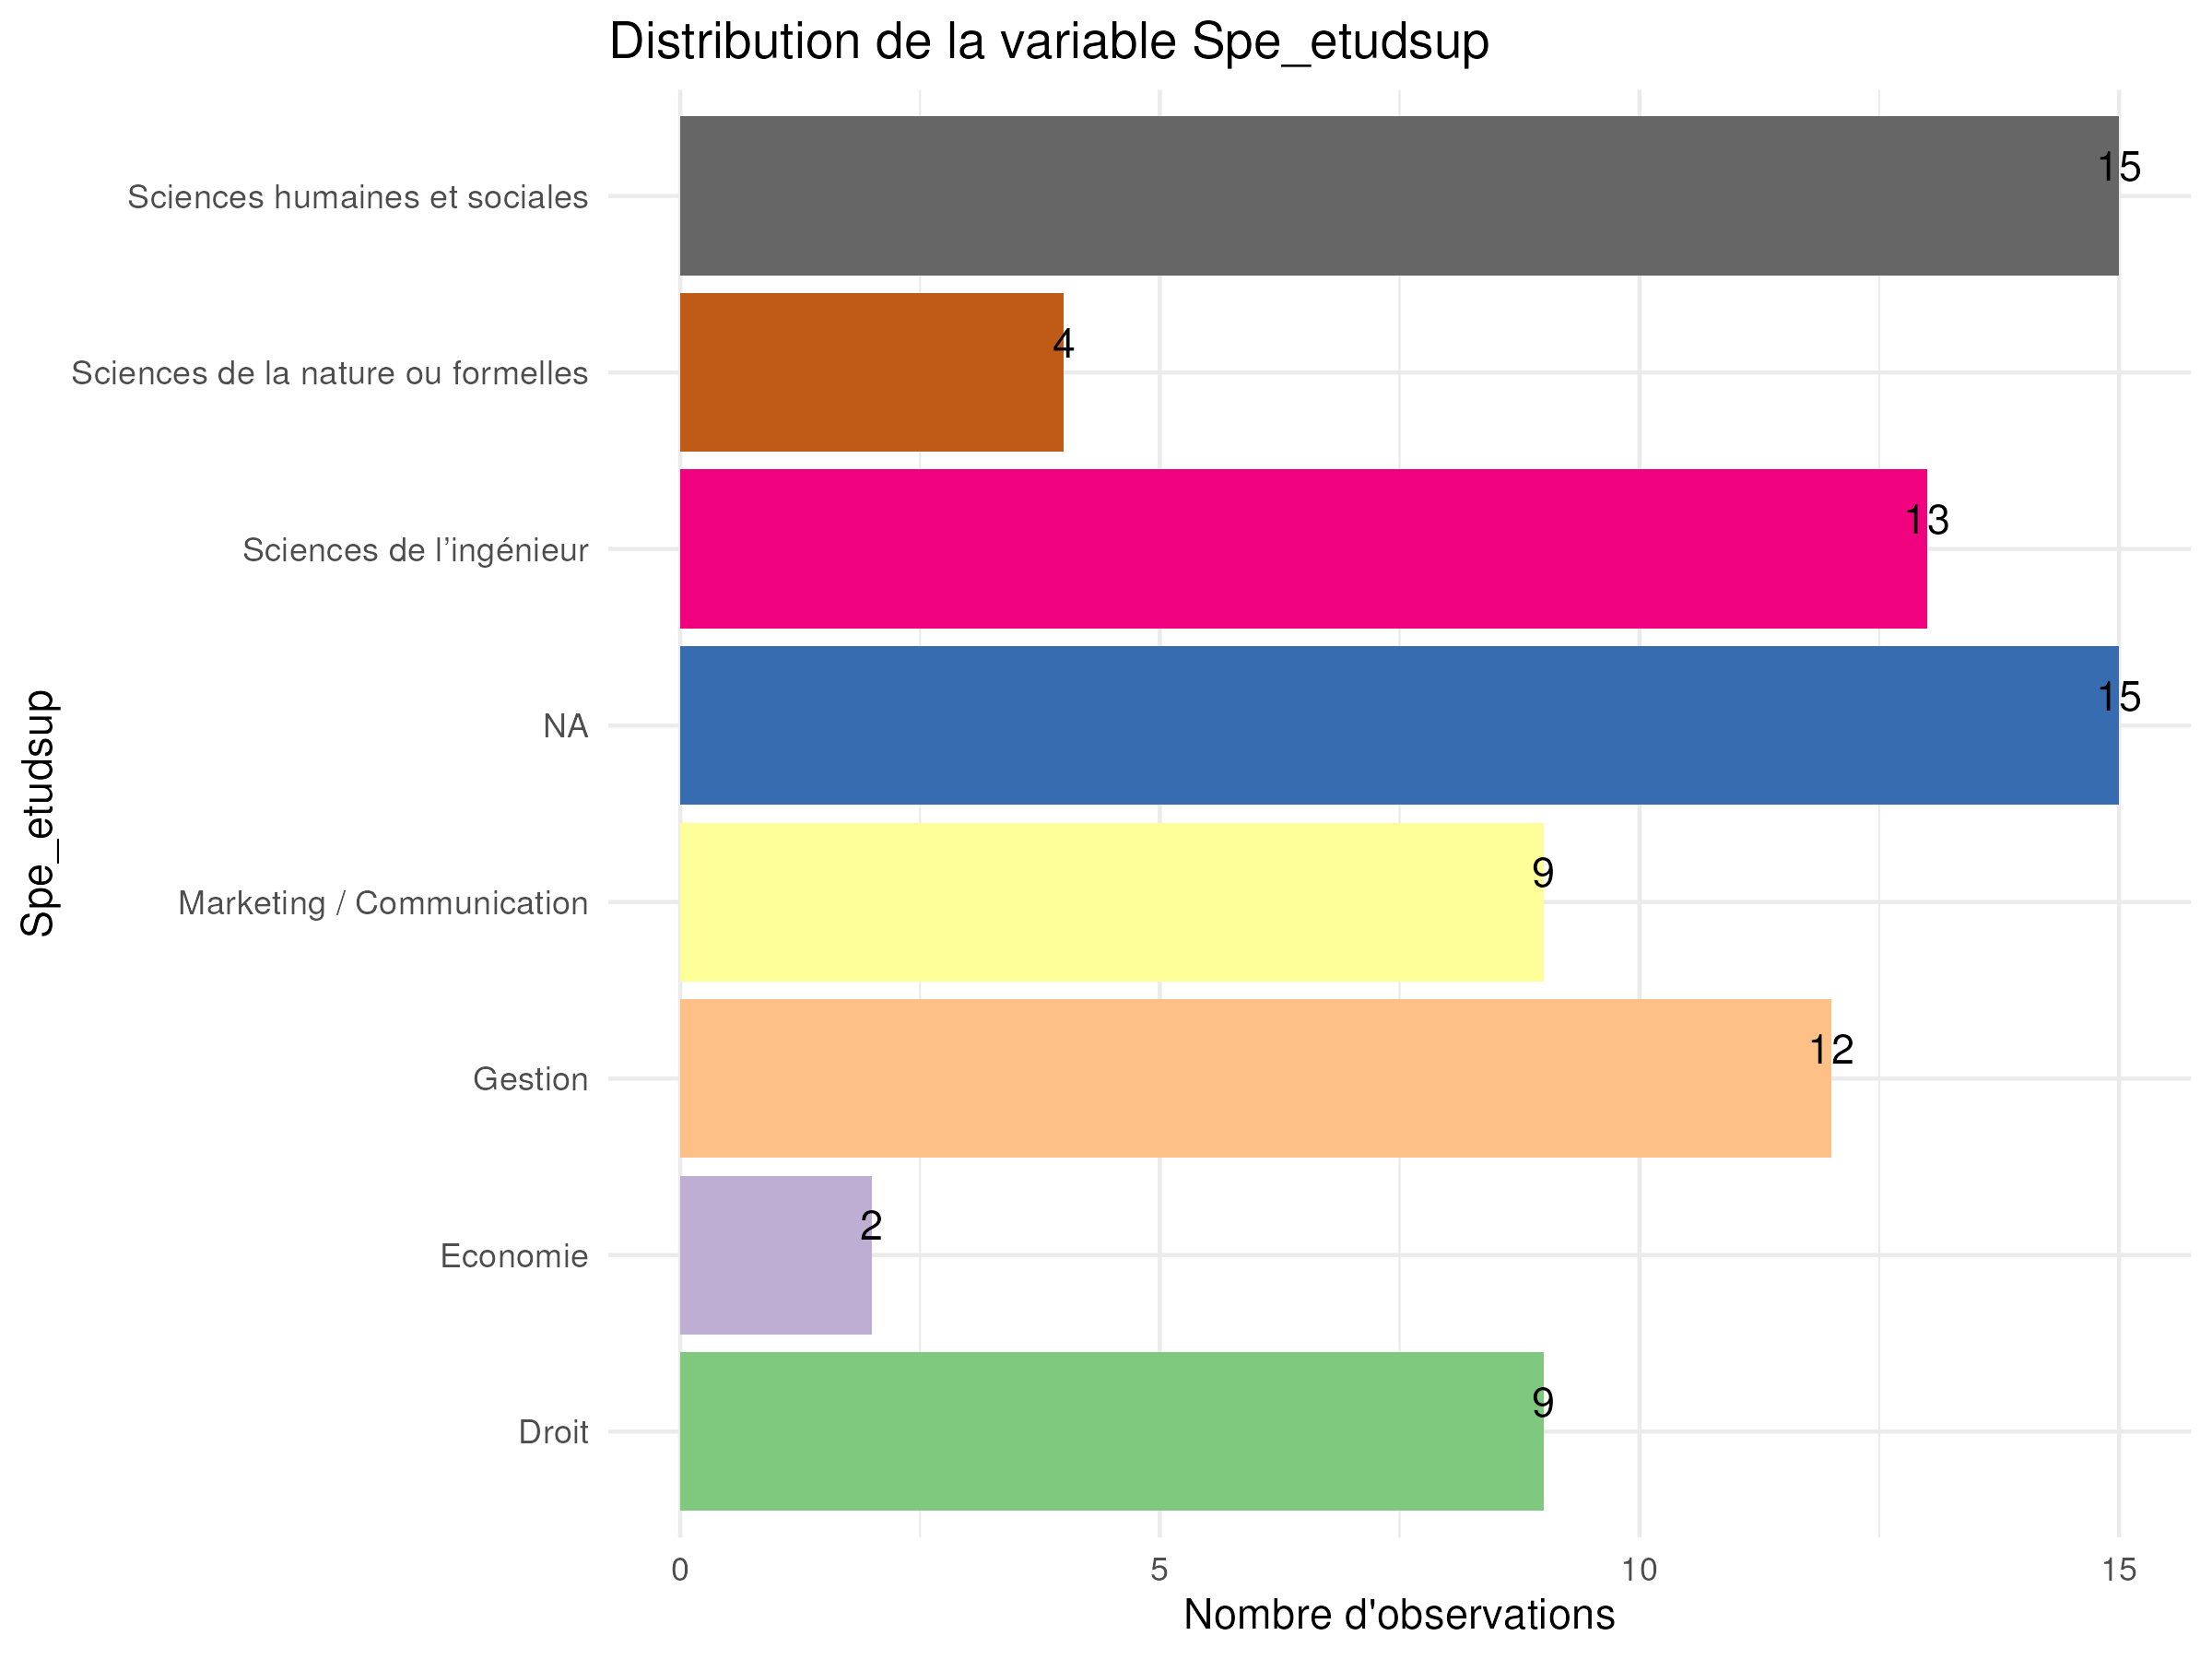 Distribution de la variable Spe_etudsup
Spe_etudsup
Sciences humaines et sociales
15
Sciences de la nature ou formelles
4
Sciences de l’ingénieur
13
NA
15
Marketing / Communication
9
Gestion
12
Economie
2
Droit
9
0 5 10 15
Nombre d'observations